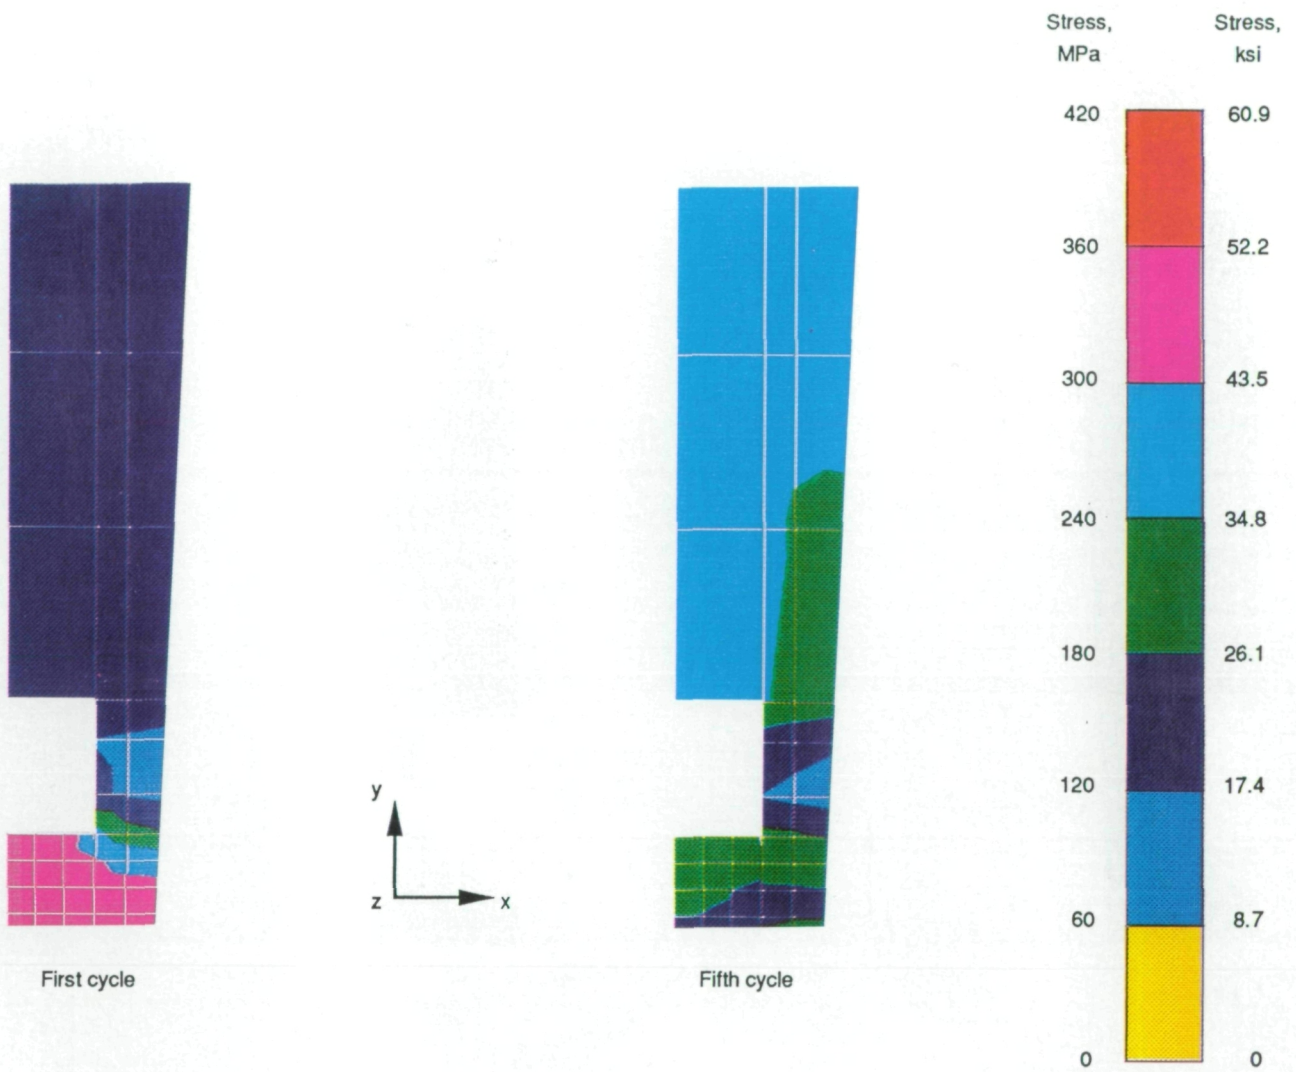 Stress, Stress,
MPa ksi
420 60.9
360 52.2
300 43.5
240 34.8
180 26.1
120 17.4
60 8.7
0 0
y
z x
First cycle Fifth cycle